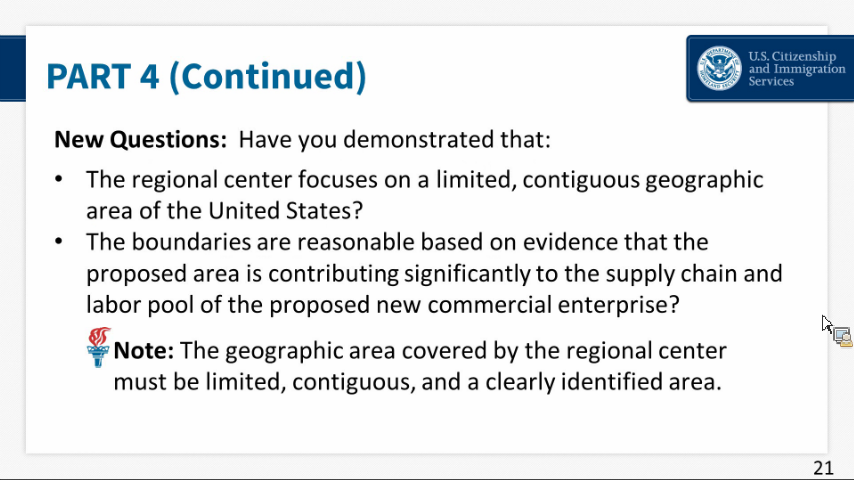 PART 4 (Continued)
U.S. Citizenship
and Immigration
Services
New Questions: Have you demonstrated that:
• The regional center focuses on a limited, contiguous geographic
area of the United States?
• The boundaries are reasonable based on evidence that the
proposed area is contributing significantly to the supply chain and
labor pool of the proposed new commercial enterprise?
Note: The geographic area covered by the regional center
must be limited, contiguous, and a clearly identified area.
21